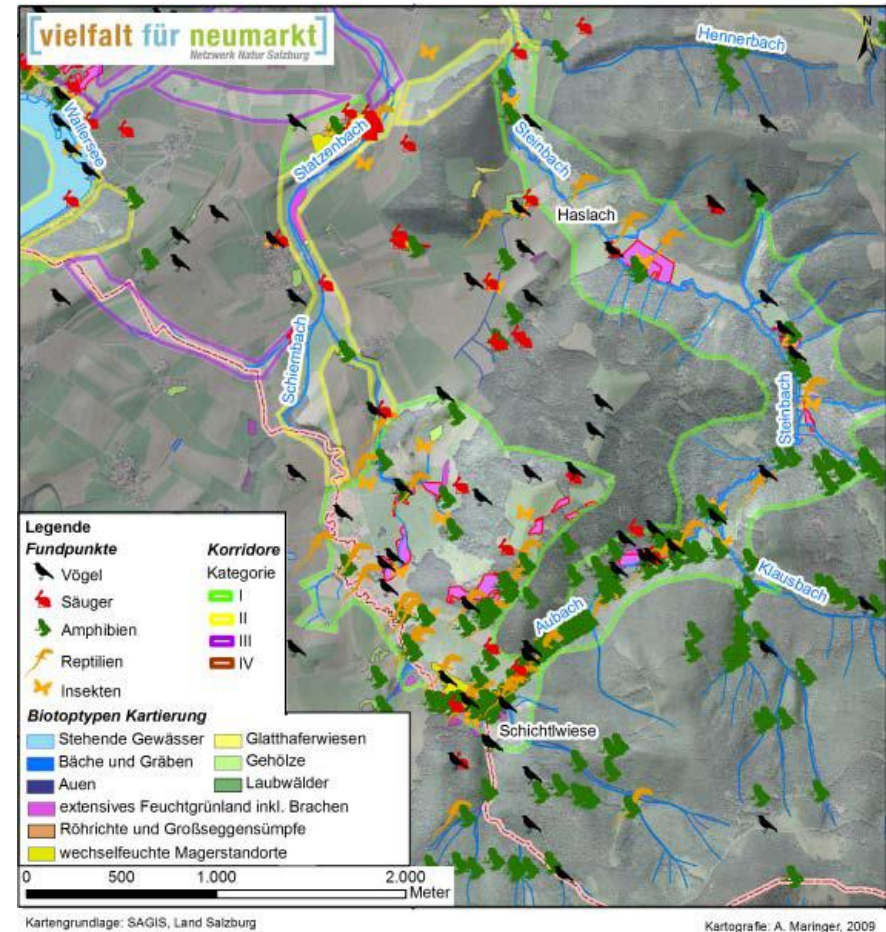 [vielfalt für neumarkt]
Netzwerk Natur Salzburg
N
Hennerbach
Wallersee
Statzenbach
Steinbach
Haslach
Schiernbach
Steinbach
Klausbach
Aubach
Schichtlwiese
Legende
Fundpunkte
Vögel
Säuger
Amphibien
Reptilien
Insekten
Korridore
Kategorie
I
II
III
IV
Biotoptypen Kartierung
Stehende Gewässer
Bäche und Gräben
Auen
extensives Feuchtgrünland inkl. Brachen
Röhrichte und Großseggensümpfe
wechselfeuchte Magerstandorte
Glatthaferwiesen
Gehölze
Laubwälder
0 500 1.000 2.000
Meter
Kartengrundlage: SAGIS, Land Salzburg
Kartografie: A. Maringer, 2009